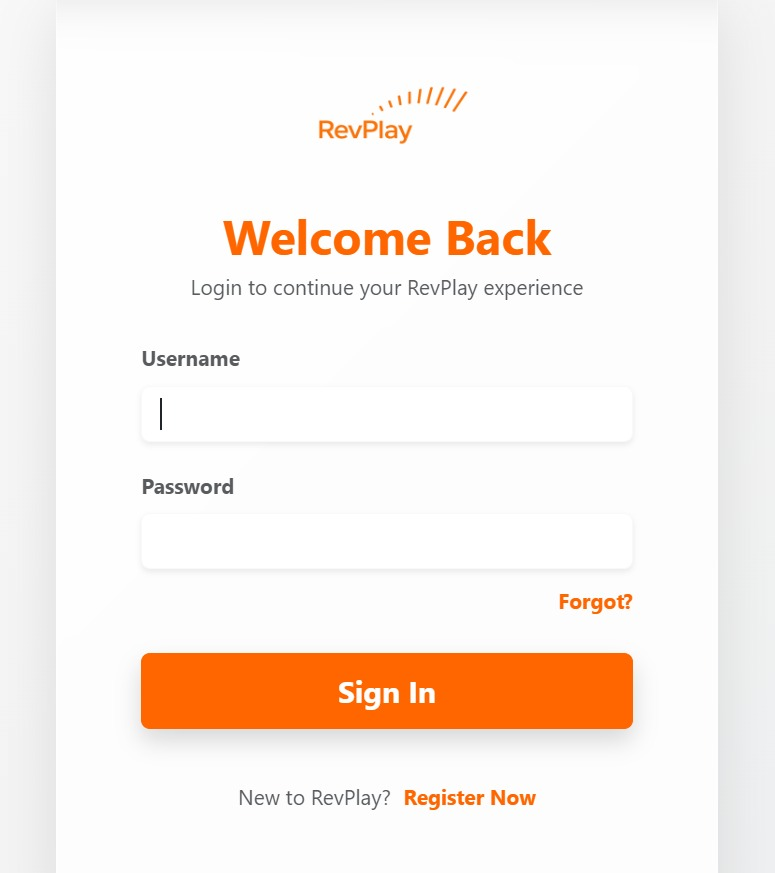 RevPlay
Welcome Back
Login to continue your RevPlay experience
Username
Password
Forgot?
Sign In
New to RevPlay? Register Now